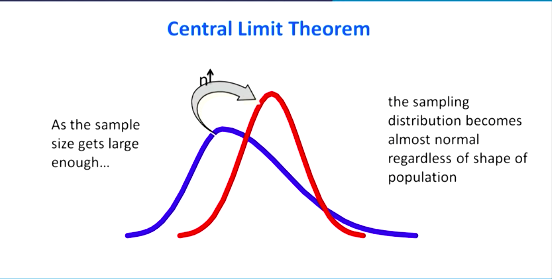 Central Limit Theorem
n↑
As the sample
size gets large
enough...
the sampling
distribution becomes
almost normal
regardless of shape of
population